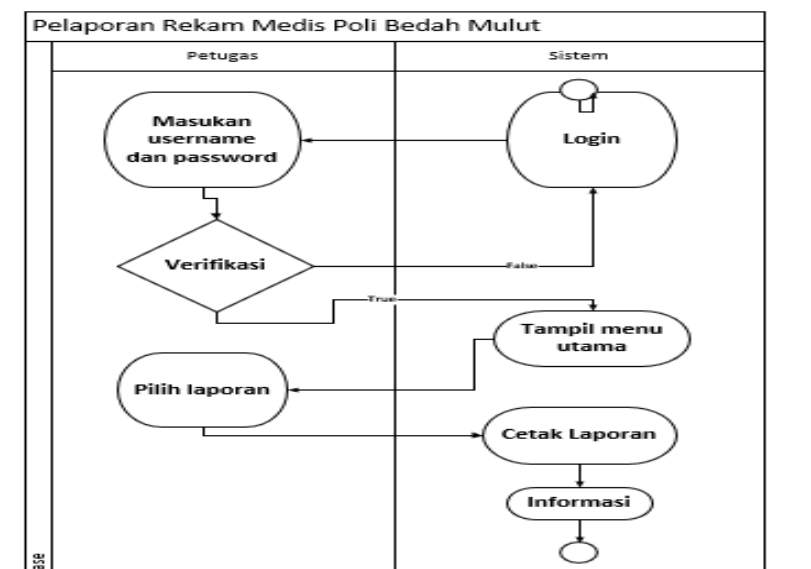 Pelaporan Rekam Medis Poli Bedah Mulut
Petugas
Sistem
Masukan
username
dan password
Login
Verifikasi
False
True
Tampil menu
utama
Pilih laporan
Cetak Laporan
Informasi